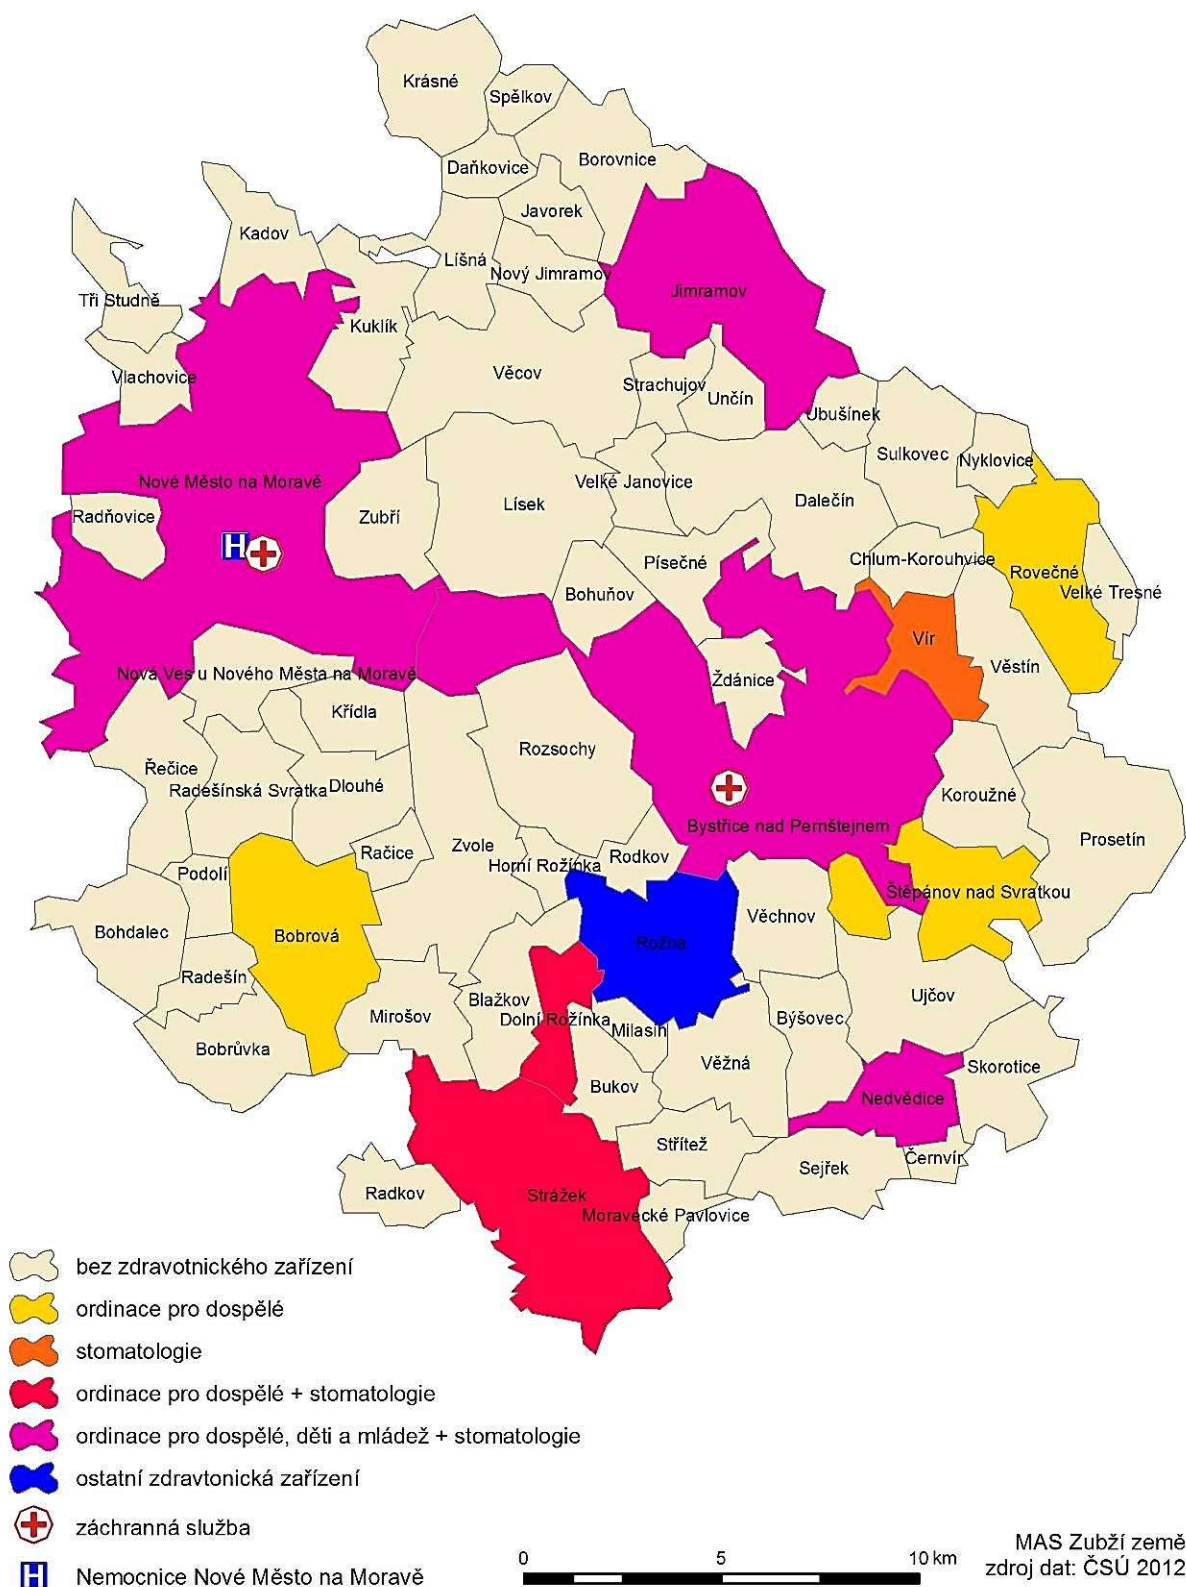 Krásné
Spělkov
Daňkovice
Borovnice
Javorek
Kadov
Líšná
Nový Jimramov
Jimramov
Tři Studně
Kuklík
Vlachovice
Věcov
Strachujov
Unčín
Ubušínek
Sulkovec
Nyklovice
Nové Město na Moravě
Velké Janovice
Dalečín
Lísek
Zubří
Radňovice
H
Chlum-Korouhvice
Písečné
Rovečné
Bohuňov
Velké Tresné
Vír
Věstín
Nová Ves u Nového Města na Moravě
Ždánice
Křídla
Rozsochy
Řečice
Radešínská Svratka
Dlouhé
Koroužné
Bystřice nad Pernštejnem
Prosetín
Zvole
Račice
Horní Rožínka
Rodkov
Podolí
Štěpánov nad Svratkou
Věchnov
Bohdalec
Bobrová
Rožná
Radešín
Blažkov
Ujčov
Mirošov
Dolní Rožínka
Býšovec
Milasín
Bobrůvka
Věžná
Skorotice
Bukov
Nedvědice
Střítež
Černvír
Sejřek
Radkov
Strážek
Moravecké Pavlovice
bez zdravotnického zařízení
ordinace pro dospělé
stomatologie
ordinace pro dospělé + stomatologie
ordinace pro dospělé, děti a mládež + stomatologie
ostatní zdravtonická zařízení
záchranná služba
H Nemocnice Nové Město na Moravě
0 5 10 km
MAS Zubží země
zdroj dat: ČSÚ 2012